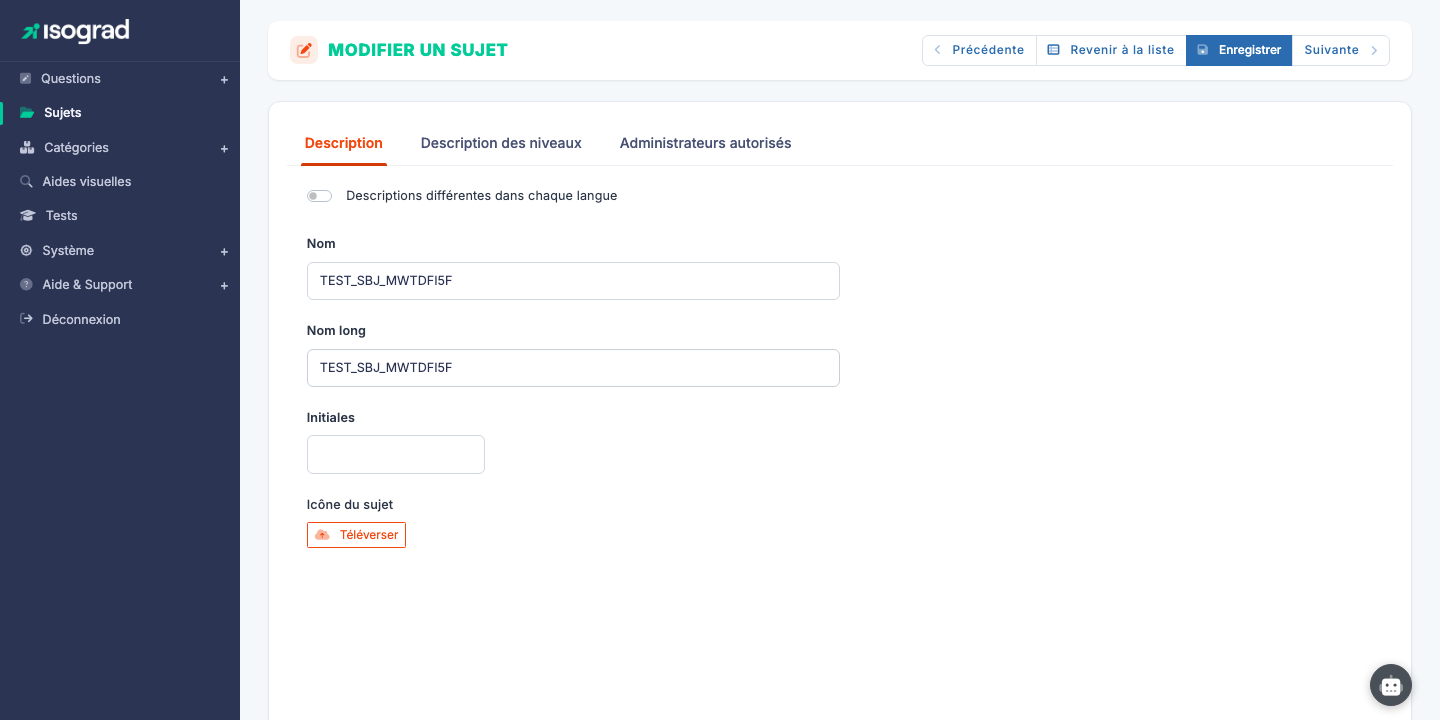 isograd
Questions +
Sujets
Catégories +
Aides visuelles
Tests
Système +
Aide & Support +
Déconnexion
MODIFIER UN SUJET
Précédente
Revenir à la liste
Enregistrer
Suivante
Description
Description des niveaux
Administrateurs autorisés
Descriptions différentes dans chaque langue
Nom
TEST_SBJ_MWTDFI5F
Nom long
TEST_SBJ_MWTDFI5F
Initiales
Icône du sujet
Téléverser